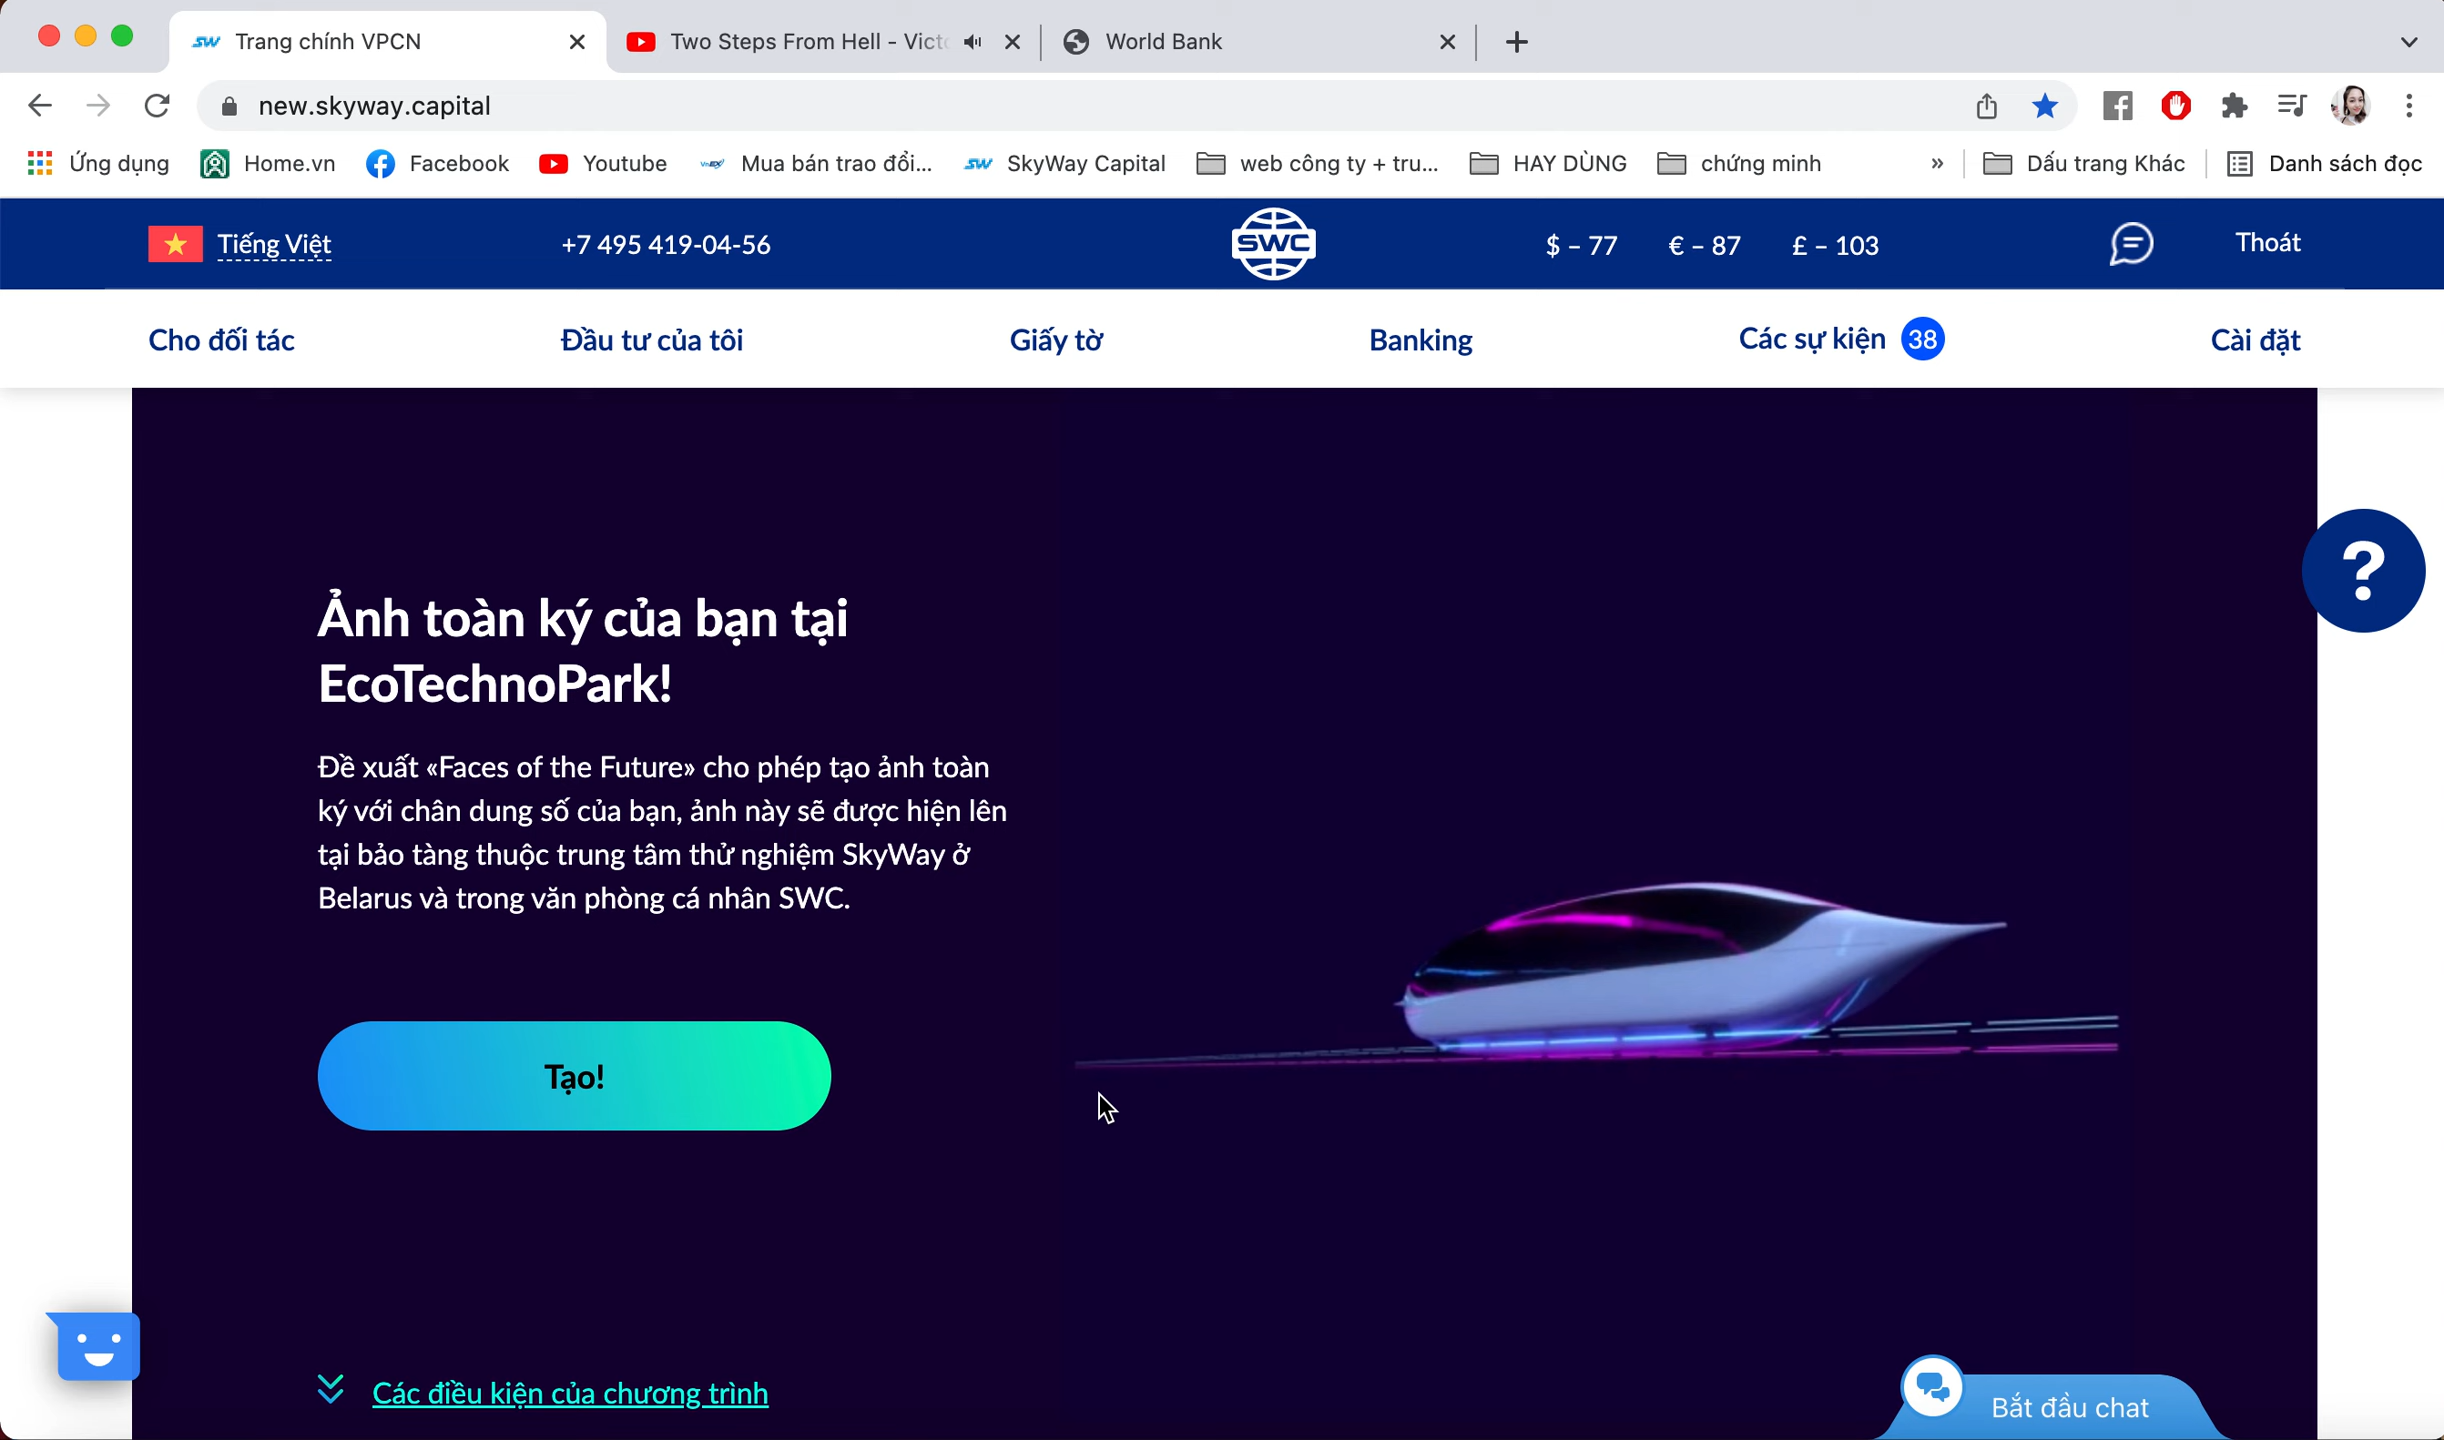 Trang chính VPCN
Two Steps From Hell - Vict
World Bank
new.skyway.capital
Ứng dụng
Home.vn
Facebook
Youtube
Mua bán trao đổi...
SkyWay Capital
web công ty + tru...
HAY DÙNG
chứng minh
»
Dấu trang Khác
Danh sách đọc
Tiếng Việt
+7 495 419-04-56
SWC
$ – 77
€ – 87
£ – 103
Thoát
Cho đối tác
Đầu tư của tôi
Giấy tờ
Banking
Các sự kiện 38
Cài đặt
?
Ảnh toàn ký của bạn tại
EcoTechnoPark!
Đề xuất «Faces of the Future» cho phép tạo ảnh toàn
ký với chân dung số của bạn, ảnh này sẽ được hiện lên
tại bảo tàng thuộc trung tâm thử nghiệm SkyWay ở
Belarus và trong văn phòng cá nhân SWC.
Tạo!
Các điều kiện của chương trình
Bắt đầu chat